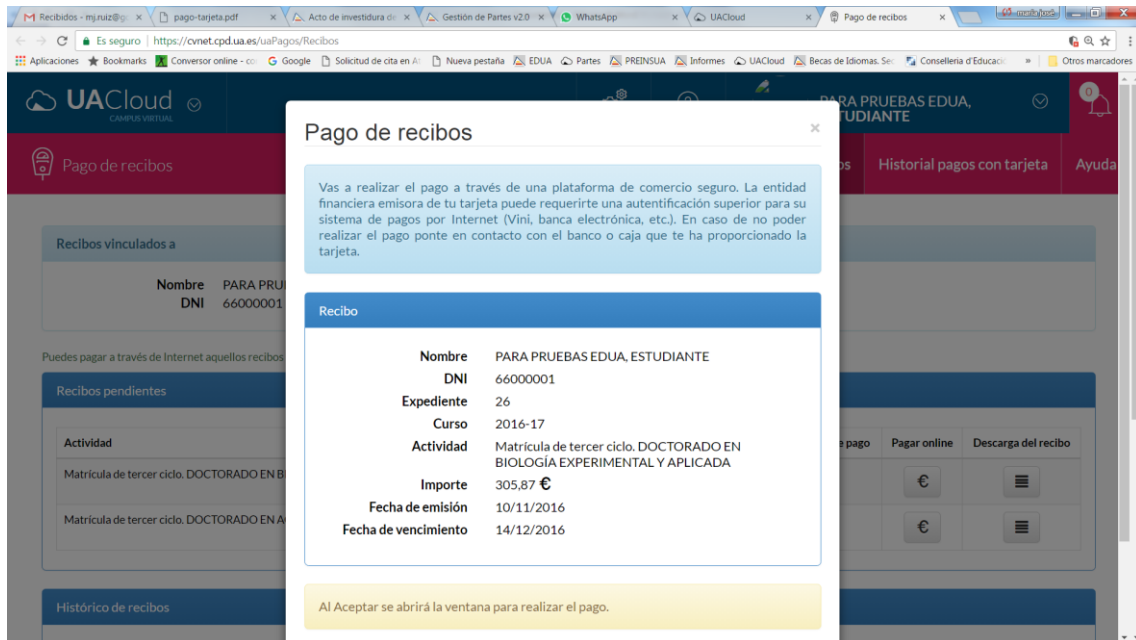 Recibidos - mj.ruiz@g
pago-tarjeta.pdf
Acto de investidura de
Gestión de Partes v2.0
WhatsApp
UACloud
Pago de recibos
Es seguro | https://cvnet.cpd.ua.es/uaPagos/Recibos
Aplicaciones
Bookmarks
Conversor online - co
Google
Solicitud de cita en A
Nueva pestaña
EDUA
Partes
PREINSUA
Informes
UACloud
Becas de Idiomas. Sec
Conselleria d'Educaci
»
Otros marcadores
UACloud
CAMPUS VIRTUAL
PARA PRUEBAS EDUA,
0
Pago de recibos
Historial pagos con tarjeta
Ayuda
Pago de recibos
×
Vas a realizar el pago a través de una plataforma de comercio seguro. La entidad
financiera emisora de tu tarjeta puede requerirte una autentificación superior para su
sistema de pagos por Internet (Vini, banca electrónica, etc.). En caso de no poder
realizar el pago ponte en contacto con el banco o caja que te ha proporcionado la
tarjeta.
Recibos vinculados a
Nombre PARA PRU
DNI 66000001
Puedes pagar a través de Internet aquellos recibos
Recibos pendientes
Actividad
e pago
Pagar online
Descarga del recibo
Matrícula de tercer ciclo. DOCTORADO EN B
€
Matrícula de tercer ciclo. DOCTORADO EN A
€
Histórico de recibos
Recibo
Nombre PARA PRUEBAS EDUA, ESTUDIANTE
DNI 66000001
Expediente 26
Curso 2016-17
Actividad Matrícula de tercer ciclo. DOCTORADO EN
BIOLOGÍA EXPERIMENTAL Y APLICADA
Importe 305,87 €
Fecha de emisión 10/11/2016
Fecha de vencimiento 14/12/2016
Al Aceptar se abrirá la ventana para realizar el pago.